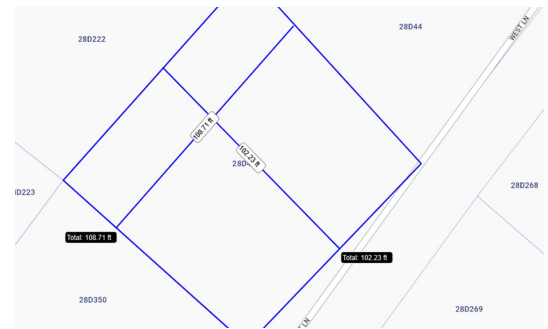 28D222
28D44
WEST LN
108.71 ft
102.23 ft
28D4
D223
28D268
Total: 108.71 ft
Total: 102.23 ft
28D350
28D269
LN